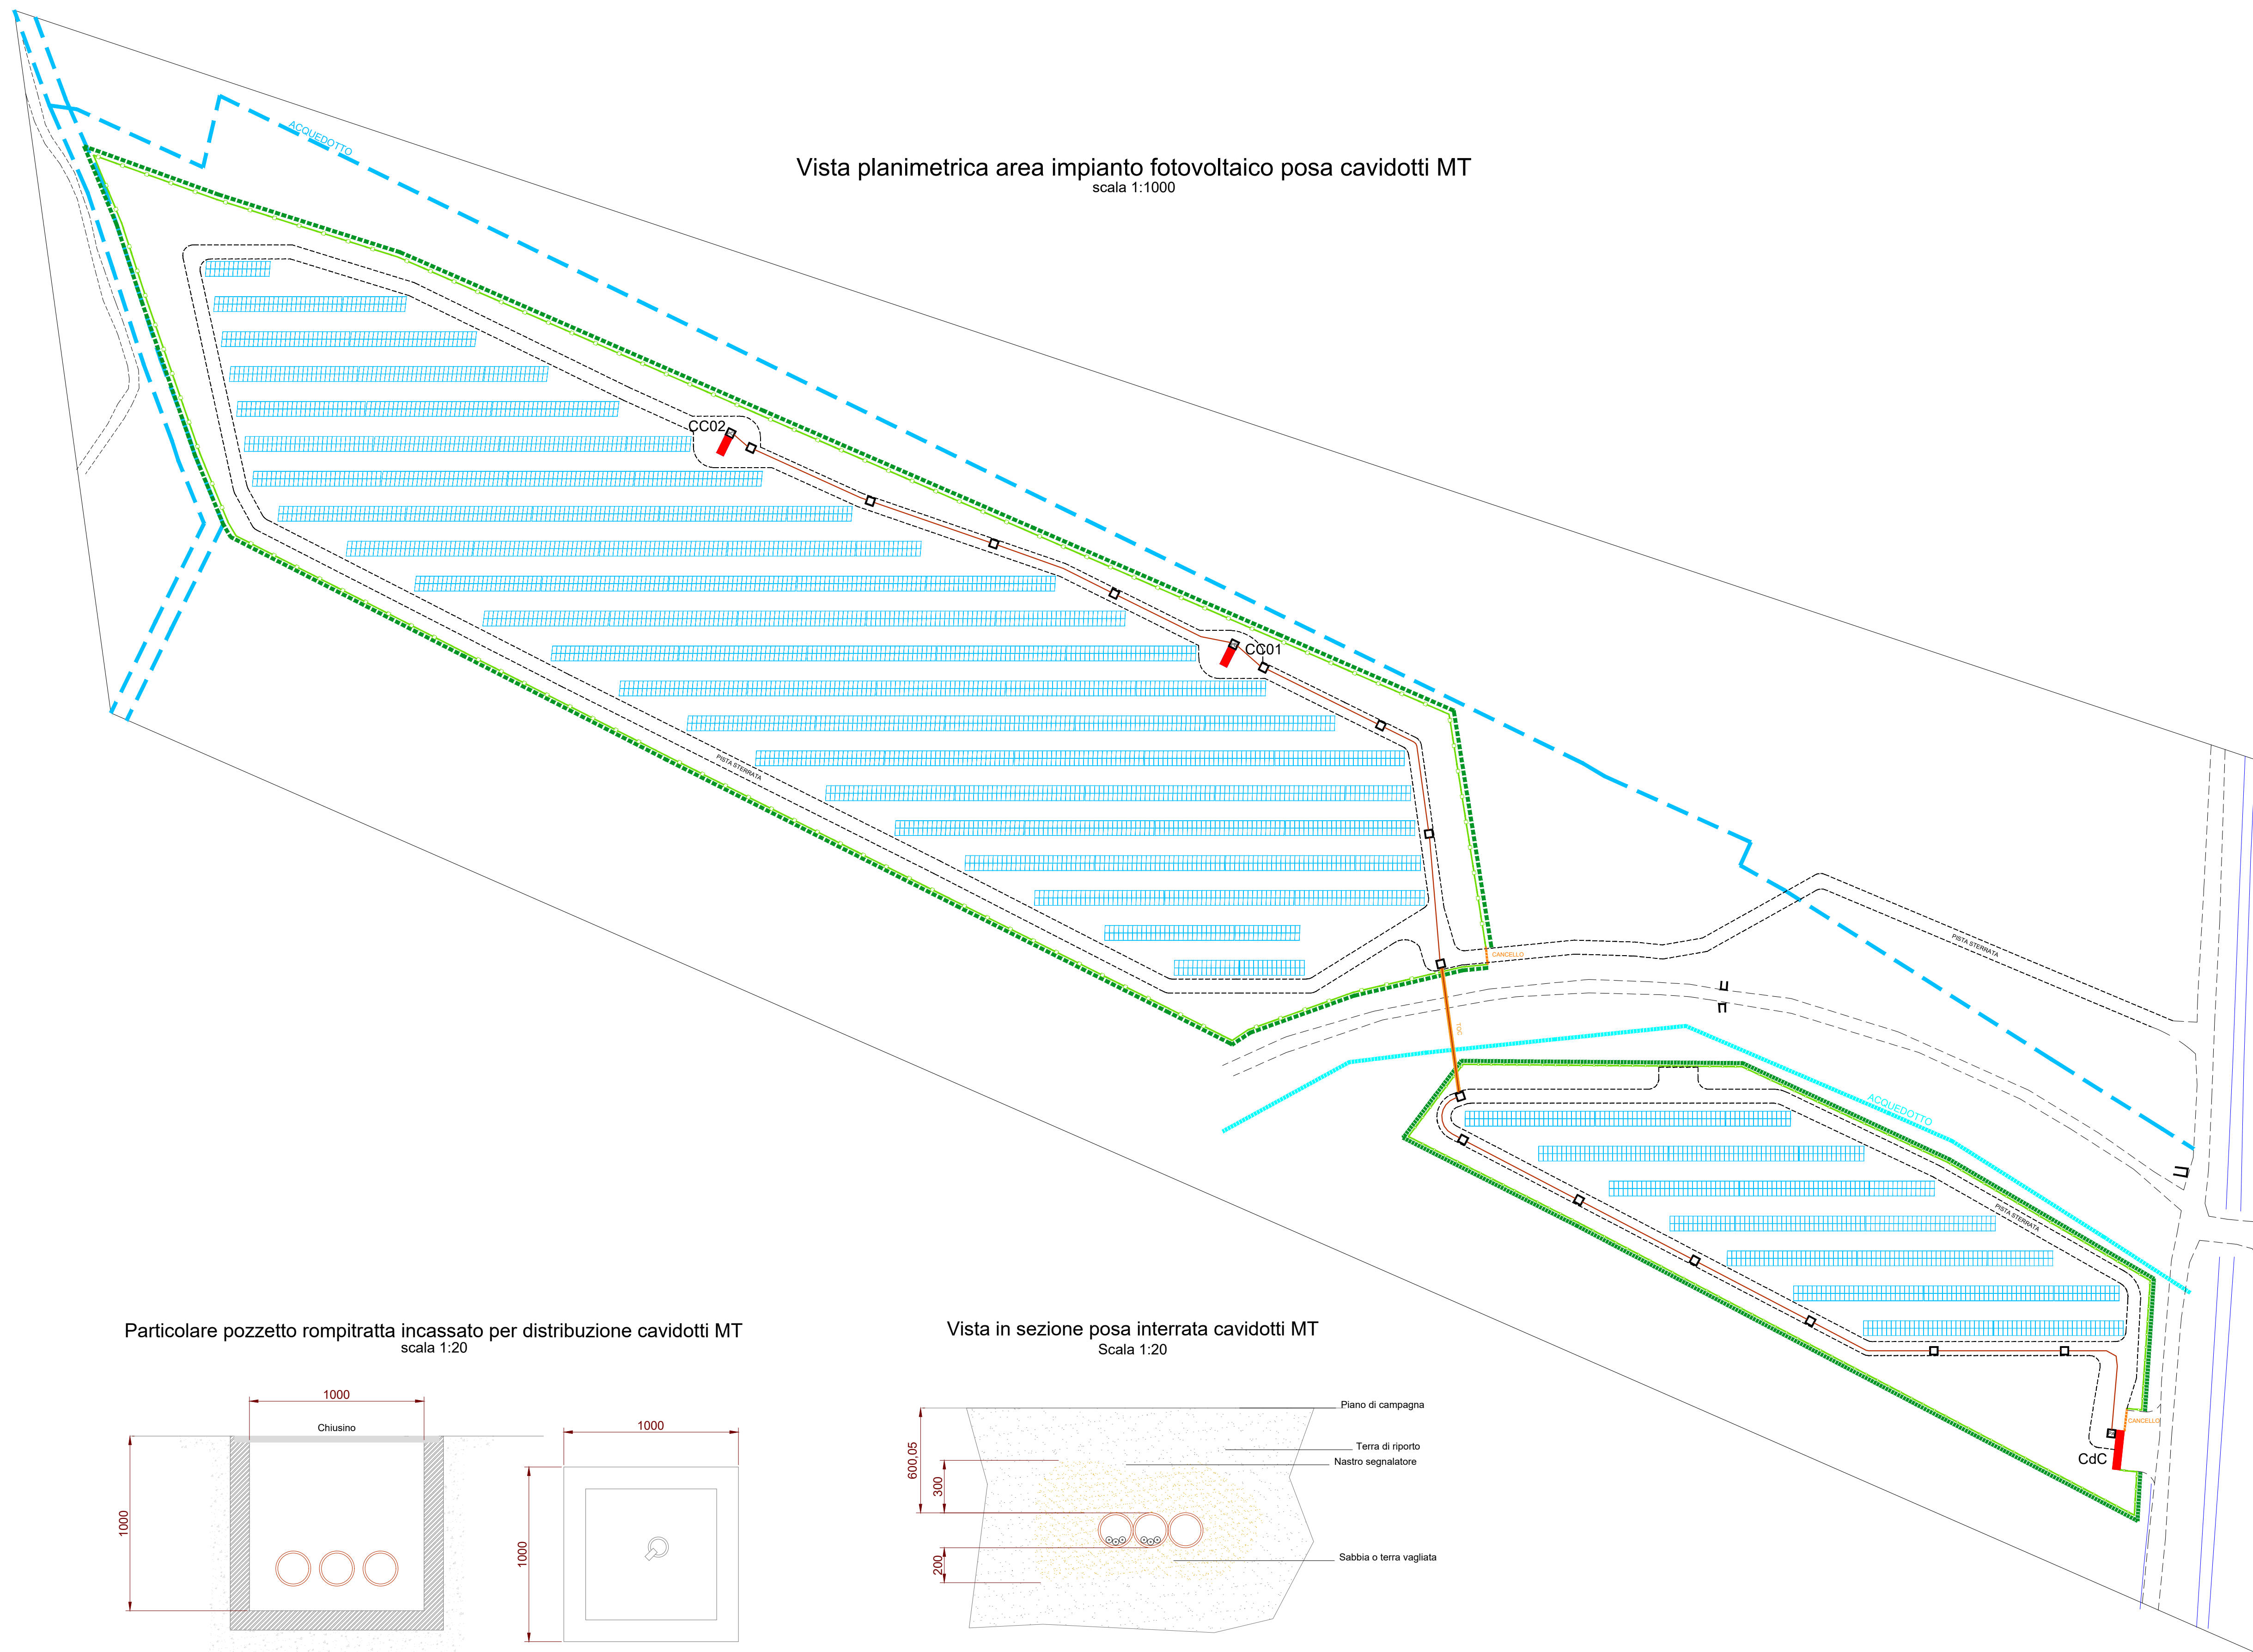 ACQUEDOTTO
Vista planimetrica area impianto fotovoltaico posa cavidotti MT
scala 1:1000
CC02
CC01
PISTA STERRATA
CANCELLO
PISTA STERRATA
TOC
ACQUEDOTTO
PISTA STERRATA
CANCELLO
CdC
Particolare pozzetto rompitratta incassato per distribuzione cavidotti MT
scala 1:20
1000
Chiusino
1000
1000
1000
Vista in sezione posa interrata cavidotti MT
Scala 1:20
Piano di campagna
Terra di riporto
Nastro segnalatore
Sabbia o terra vagliata
600,05
300
200